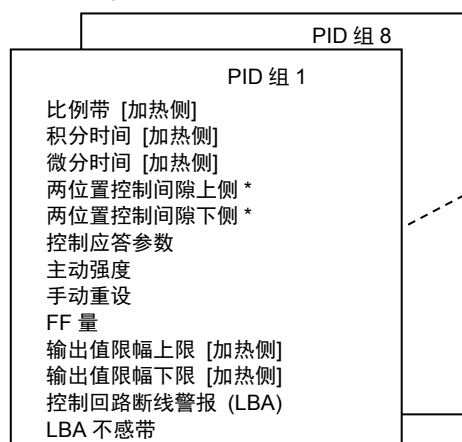 PID 组 8
PID 组 1
比例带 [加热侧]
积分时间 [加热侧]
微分时间 [加热侧]
两位置控制间隙上侧 *
两位置控制间隙下侧 *
控制应答参数
主动强度
手动重设
FF 量
输出值限幅上限 [加热侧]
输出值限幅下限 [加热侧]
控制回路断线警报 (LBA)
LBA 不感带